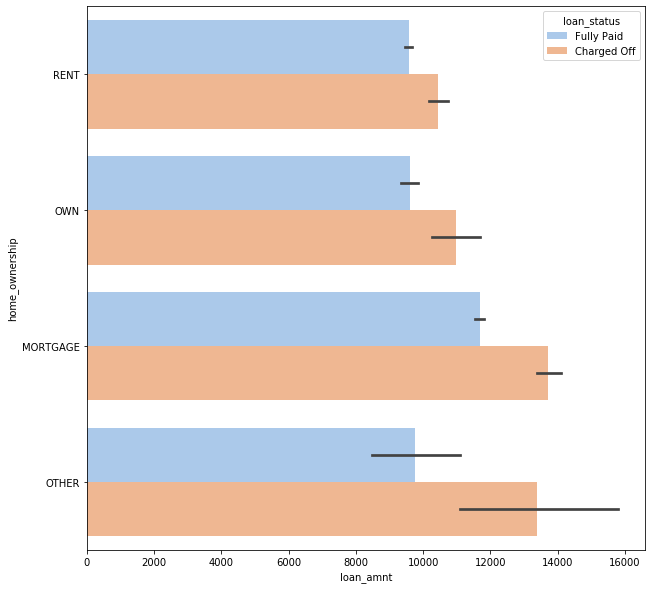 loan_status
Fully Paid
Charged Off
RENT
OWN
home_ownership
MORTGAGE
OTHER
0 2000 4000 6000 8000 10000 12000 14000 16000
loan_amnt